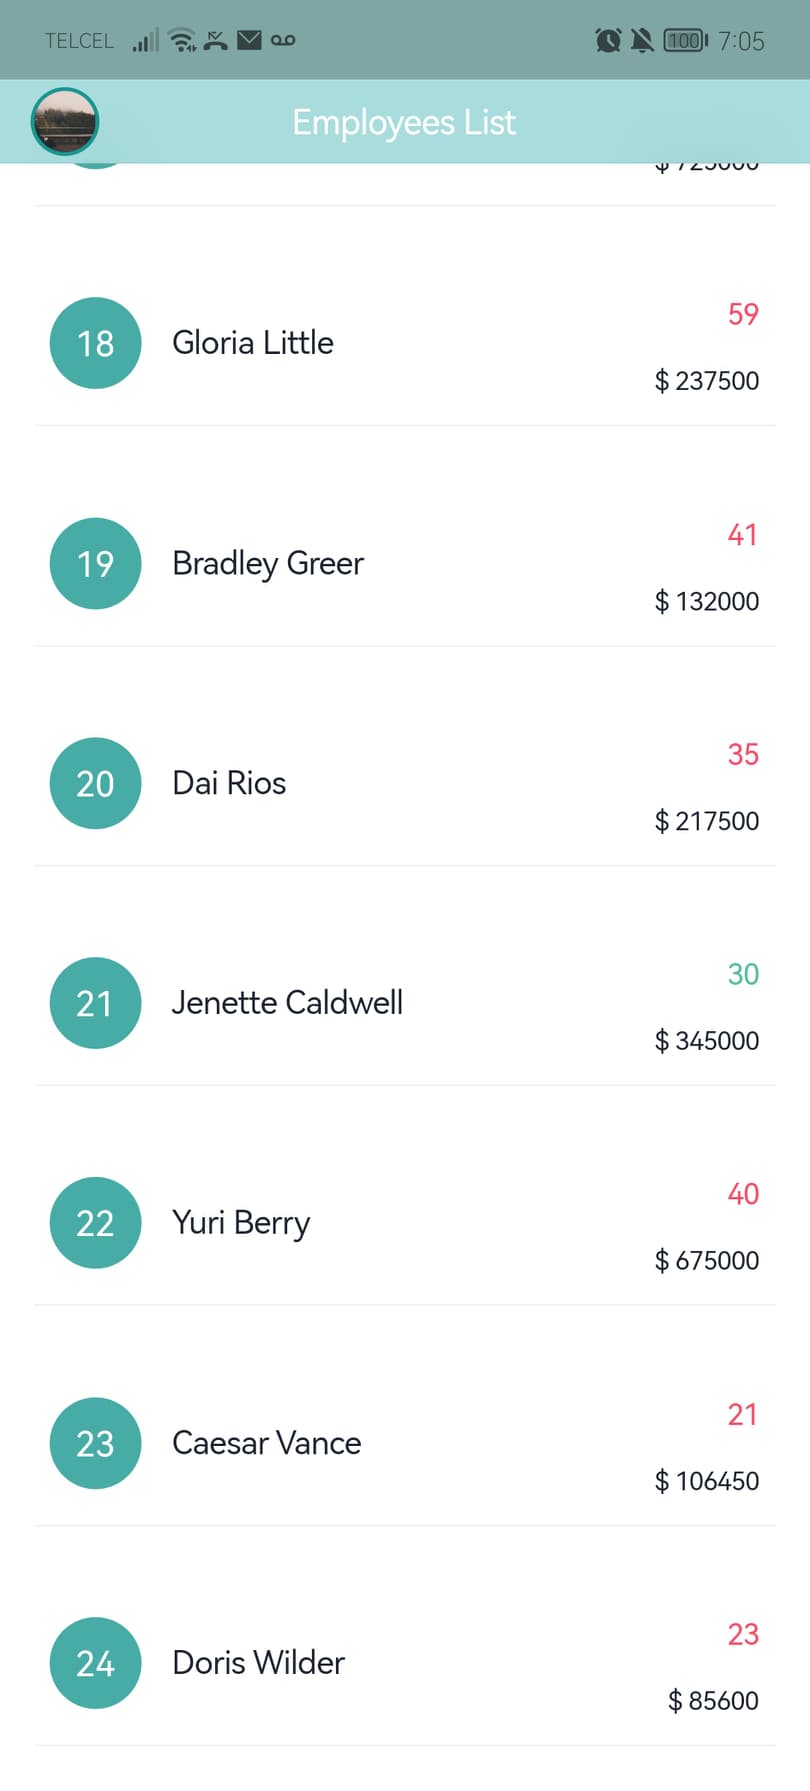 TELCEL 100 7:05
Employees List
18 Gloria Little 59
$ 237500
19 Bradley Greer 41
$ 132000
20 Dai Rios 35
$ 217500
21 Jenette Caldwell 30
$ 345000
22 Yuri Berry 40
$ 675000
23 Caesar Vance 21
$ 106450
24 Doris Wilder 23
$ 85600